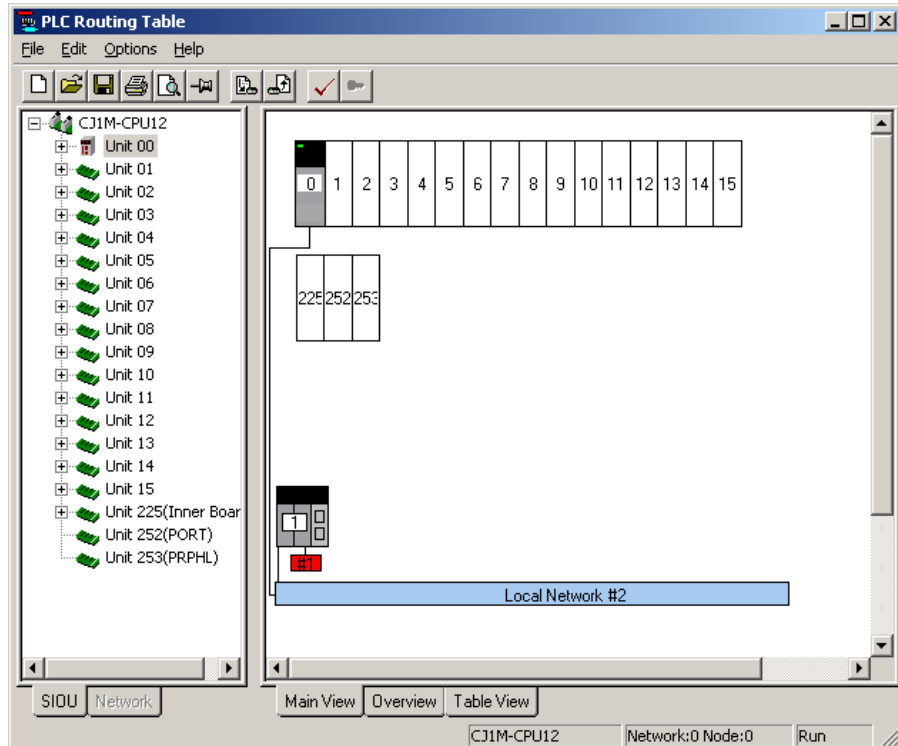 PLC Routing Table
File Edit Options Help
CJ1M-CPU12
Unit 00
Unit 01
Unit 02
Unit 03
Unit 04
Unit 05
Unit 06
Unit 07
Unit 08
Unit 09
Unit 10
Unit 11
Unit 12
Unit 13
Unit 14
Unit 15
Unit 225(Inner Boar
Unit 252(PORT)
Unit 253(PRPHL)
0 1 2 3 4 5 6 7 8 9 10 11 12 13 14 15
225 252 253
1
#1
Local Network #2
SIOU Network
Main View Overview Table View
CJ1M-CPU12 Network:0 Node:0 Run